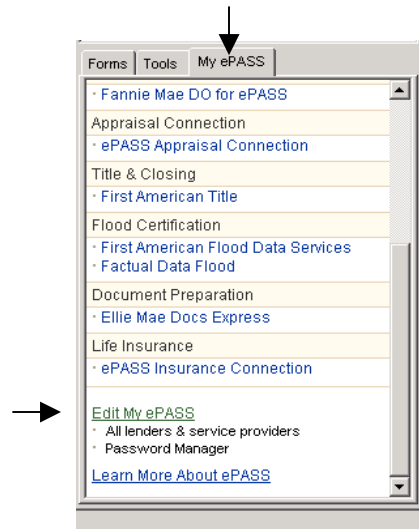 Forms Tools My ePASS
· Fannie Mae DO for ePASS
Appraisal Connection
· ePASS Appraisal Connection
Title & Closing
· First American Title
Flood Certification
· First American Flood Data Services
· Factual Data Flood
Document Preparation
· Ellie Mae Docs Express
Life Insurance
· ePASS Insurance Connection
Edit My ePASS
· All lenders & service providers
· Password Manager
Learn More About ePASS